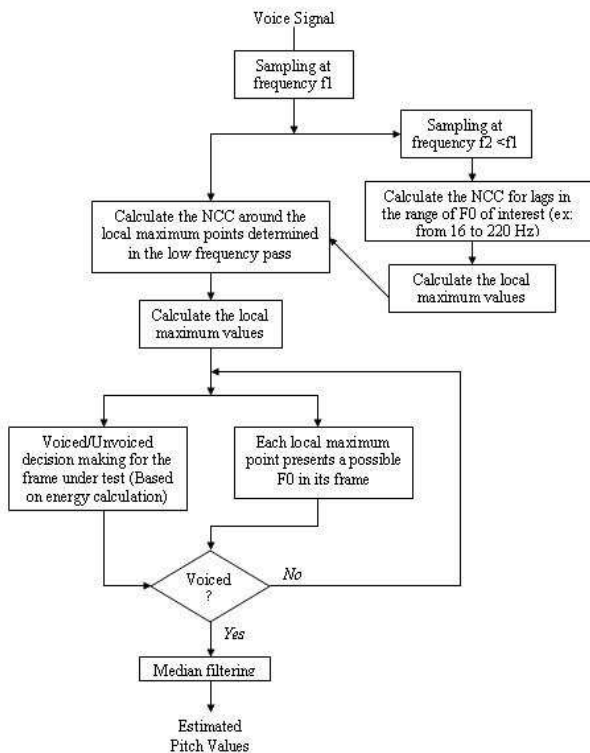 Voice Signal
Sampling at
frequency f1
Sampling at
frequency f2 <f1
Calculate the NCC for lags in
the range of F0 of interest (ex:
from 16 to 220 Hz)
Calculate the NCC around the
local maximum points determined
in the low frequency pass
Calculate the local
maximum values
Calculate the local
maximum values
Voiced/Unvoiced
decision making for the
frame under test (Based
on energy calculation)
Each local maximum
point presents a possible
F0 in its frame
Voiced
?
No
Yes
Median filtering
Estimated
Pitch Values